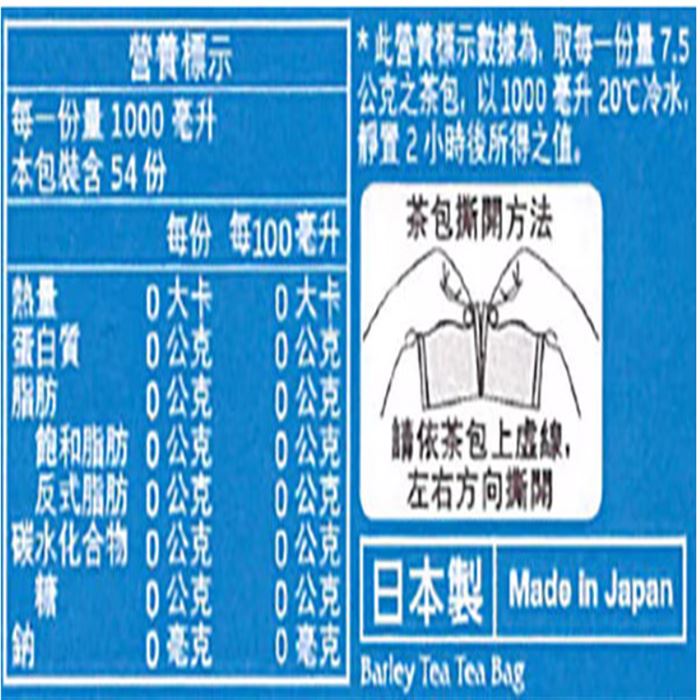 營養標示
每一份量 1000 毫升
本包裝含 54 份
每份 每100毫升
熱量 0 大卡 0 大卡
蛋白質 0 公克 0 公克
脂肪 0 公克 0 公克
飽和脂肪 0 公克 0 公克
反式脂肪 0 公克 0 公克
碳水化合物 0 公克 0 公克
糖 0 公克 0 公克
鈉 0 毫克 0 毫克
*此營養標示數據為, 取每一份量 7.5
公克之茶包, 以 1000 毫升 20℃冷水,
靜置 2 小時後所得之值。
茶包撕開方法
請依茶包上虛線,
左右方向撕開
日本製 Made in Japan
Barley Tea Tea Bag